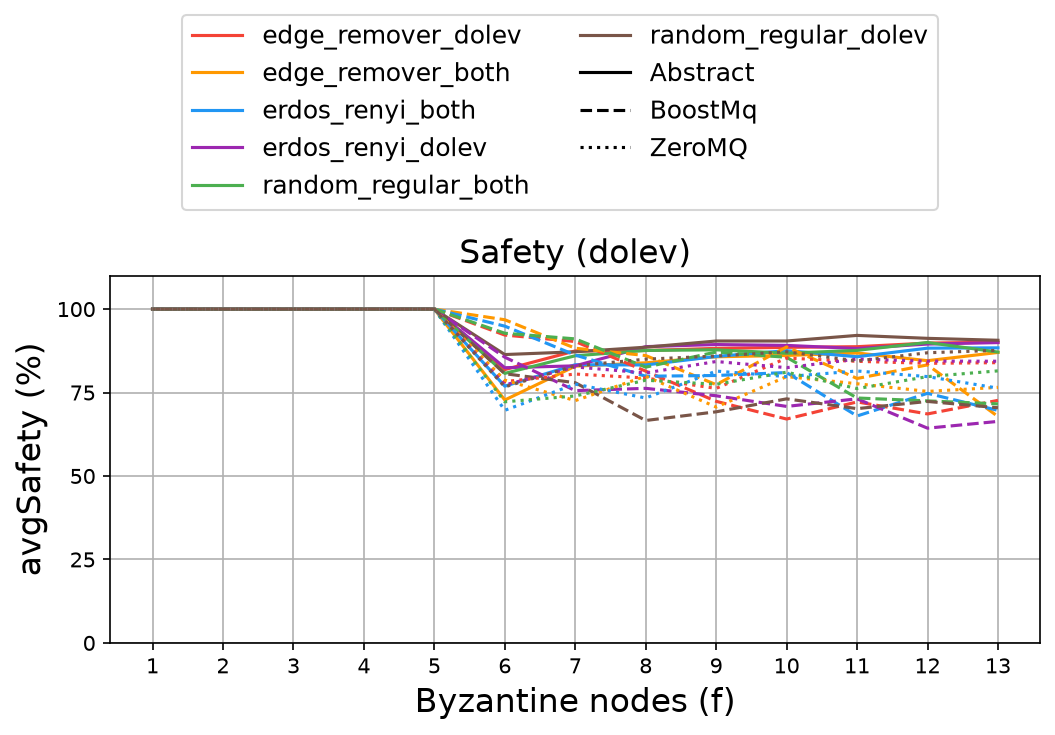 edge_remover_dolev
edge_remover_both
erdos_renyi_both
erdos_renyi_dolev
random_regular_both
random_regular_dolev
Abstract
BoostMq
ZeroMQ
Safety (dolev)
avgSafety (%)
100
75
50
25
0
1 2 3 4 5 6 7 8 9 10 11 12 13
Byzantine nodes (f)